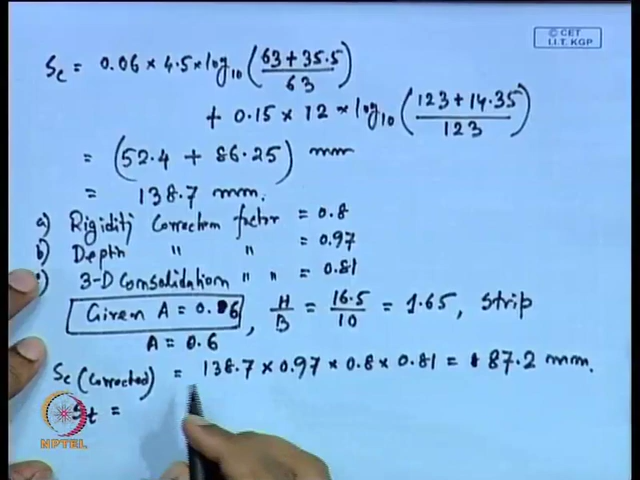 © CET
I.I.T. KGP
Sc = 0.06 × 4.5 × log10 (63 + 35.5 / 63)
+ 0.15 × 12 × log10 (123 + 14.35 / 123)
= (52.4 + 86.25) mm
= 138.7 mm.
a) Rigidity Correction factor = 0.8
b) Depth " " = 0.97
) 3-D Consolidation " " = 0.81
Given A = 0.6 , H/B = 16.5/10 = 1.65, Strip
A = 0.6
Sc (Corrected) = 138.7 × 0.97 × 0.8 × 0.81 = 87.2 mm.
St =
NPTEL